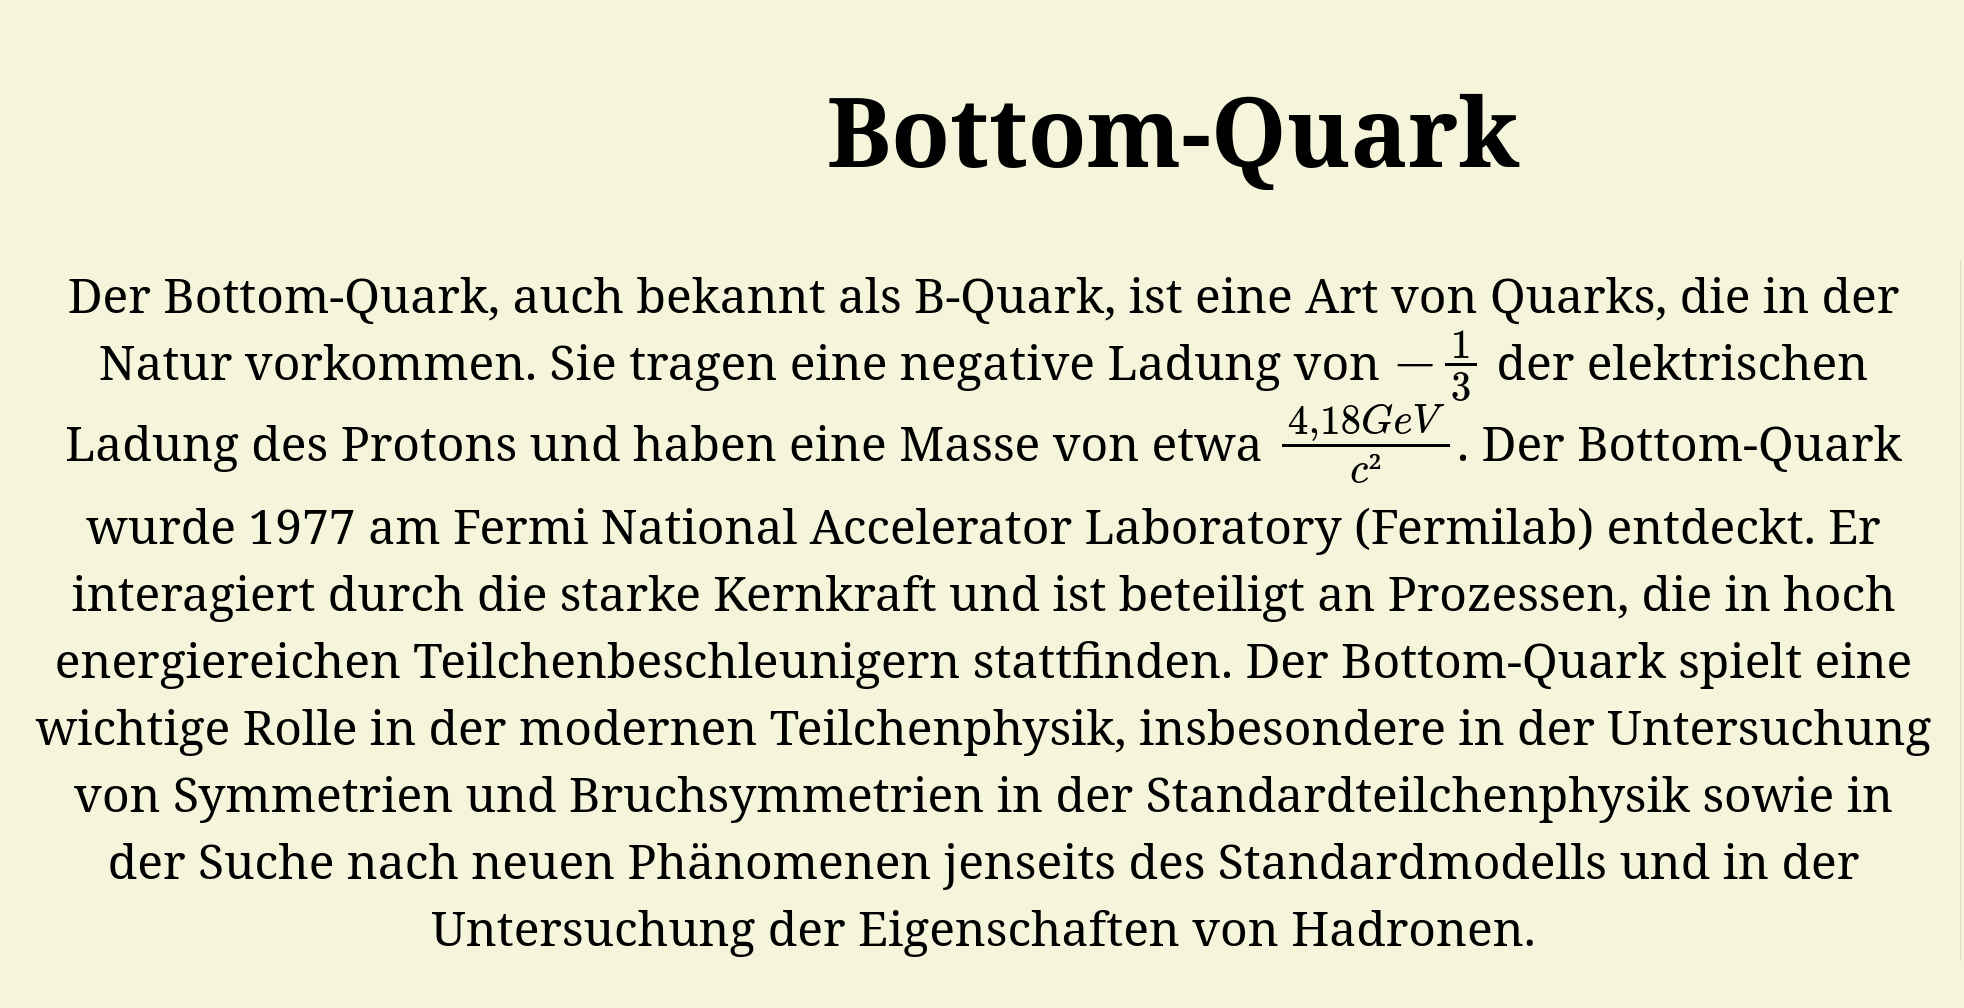 Bottom-Quark
Der Bottom-Quark, auch bekannt als B-Quark, ist eine Art von Quarks, die in der
Natur vorkommen. Sie tragen eine negative Ladung von $-\frac{1}{3}$ der elektrischen
Ladung des Protons und haben eine Masse von etwa $\frac{4,18GeV}{c^2}$. Der Bottom-Quark
wurde 1977 am Fermi National Accelerator Laboratory (Fermilab) entdeckt. Er
interagiert durch die starke Kernkraft und ist beteiligt an Prozessen, die in hoch
energiereichen Teilchenbeschleunigern stattfinden. Der Bottom-Quark spielt eine
wichtige Rolle in der modernen Teilchenphysik, insbesondere in der Untersuchung
von Symmetrien und Bruchsymmetrien in der Standardteilchenphysik sowie in
der Suche nach neuen Phänomenen jenseits des Standardmodells und in der
Untersuchung der Eigenschaften von Hadronen.